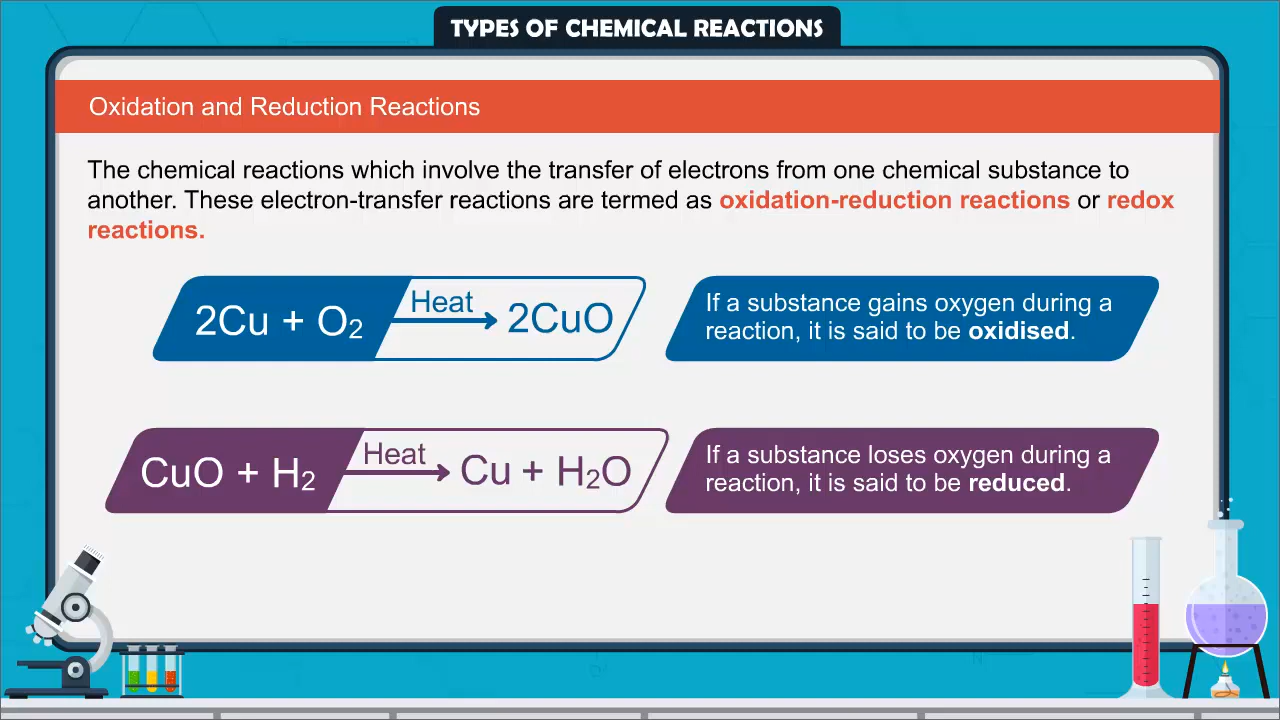 TYPES OF CHEMICAL REACTIONS
Oxidation and Reduction Reactions
The chemical reactions which involve the transfer of electrons from one chemical substance to
another. These electron-transfer reactions are termed as oxidation-reduction reactions or redox
reactions.
2Cu + O₂ Heat → 2CuO
If a substance gains oxygen during a
reaction, it is said to be oxidised.
CuO + H₂ Heat → Cu + H₂O
If a substance loses oxygen during a
reaction, it is said to be reduced.